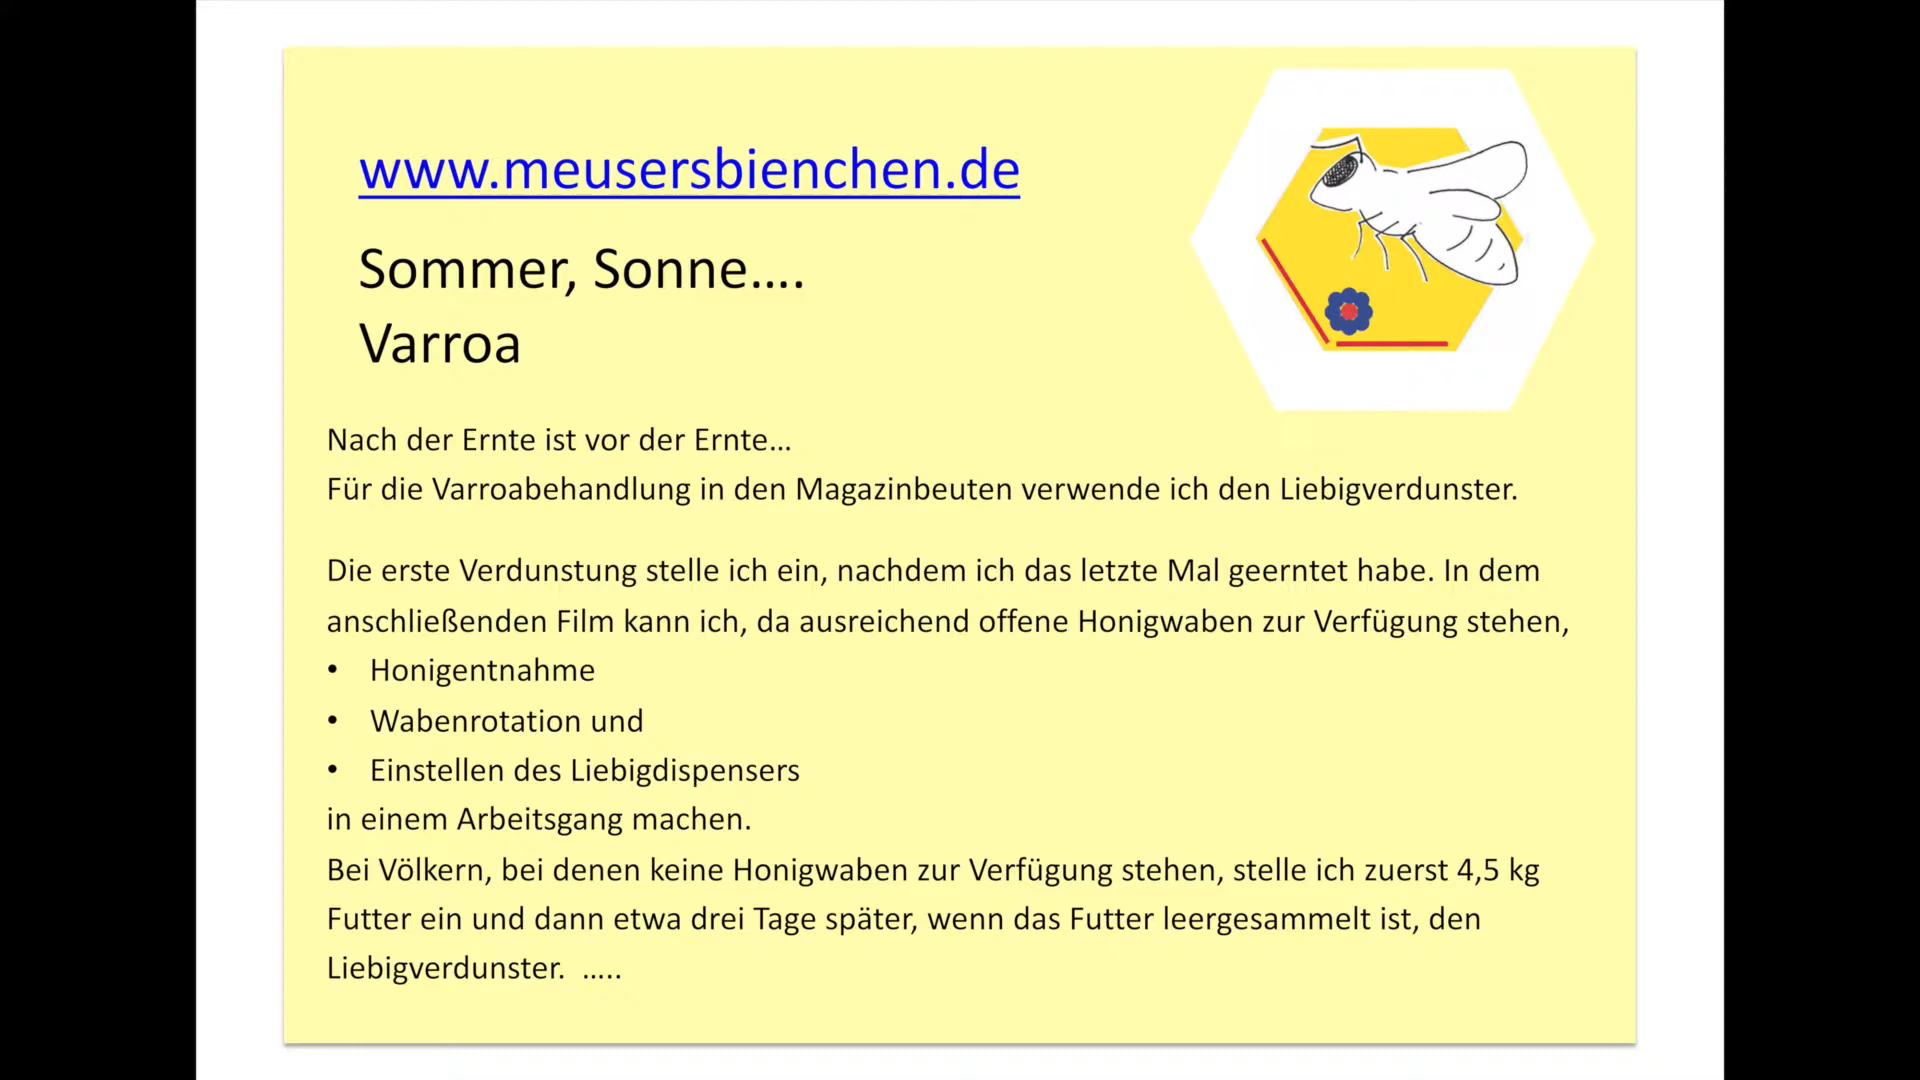 www.meusersbienchen.de
Sommer, Sonne....
Varroa
Nach der Ernte ist vor der Ernte...
Für die Varroabehandlung in den Magazinbeuten verwende ich den Liebigverdunster.
Die erste Verdunstung stelle ich ein, nachdem ich das letzte Mal geerntet habe. In dem
anschließenden Film kann ich, da ausreichend offene Honigwaben zur Verfügung stehen,
• Honigentnahme
• Wabenrotation und
• Einstellen des Liebigdispensers
in einem Arbeitsgang machen.
Bei Völkern, bei denen keine Honigwaben zur Verfügung stehen, stelle ich zuerst 4,5 kg
Futter ein und dann etwa drei Tage später, wenn das Futter leergesammelt ist, den
Liebigverdunster. .....